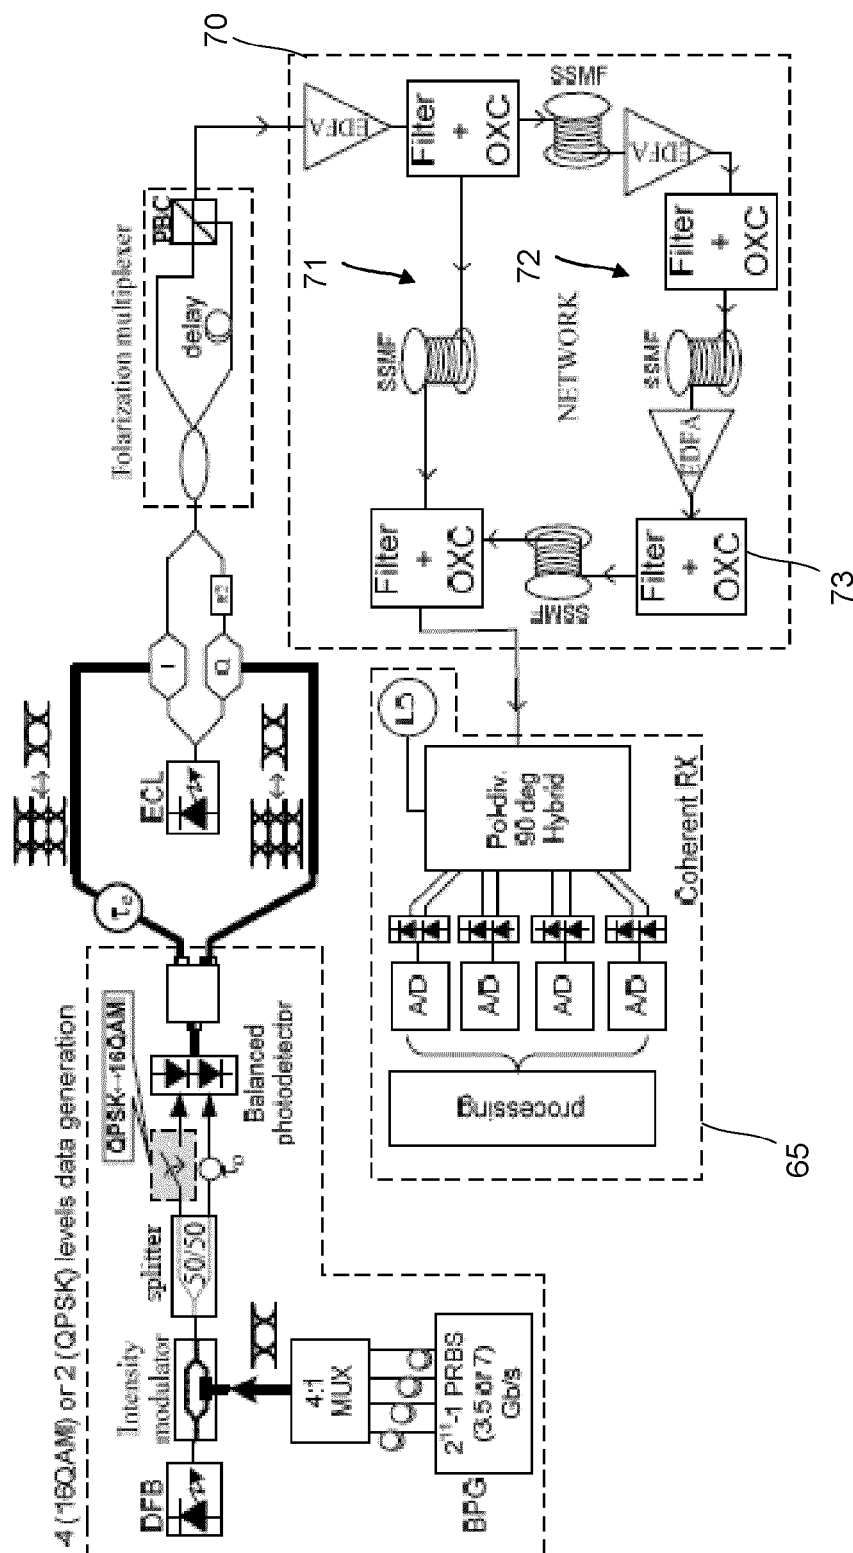 4 (16QAM) or 2 (QPSK) levels data generation
DFB
Intensity
modulator
splitter
50/50
QPSK↔16QAM
τ₀
Balanced
photodetector
4:1
MUX
2¹¹-1 PRBS
(3.5 or 7)
Gb/s
BPG
τₑ
ECL
I
Q
Polarization multiplexer
delay
PBC
70
EDFA
Filter
+
OXC
SSMF
EDFA
Filter
+
OXC
71
72
NETWORK
SSMF
SSMF
EDFA
Filter
+
OXC
Filter
+
OXC
SSMF
73
LO
Pol-div.
90 deg
Hybrid
Coherent RX
A/D
A/D
A/D
A/D
processing
65